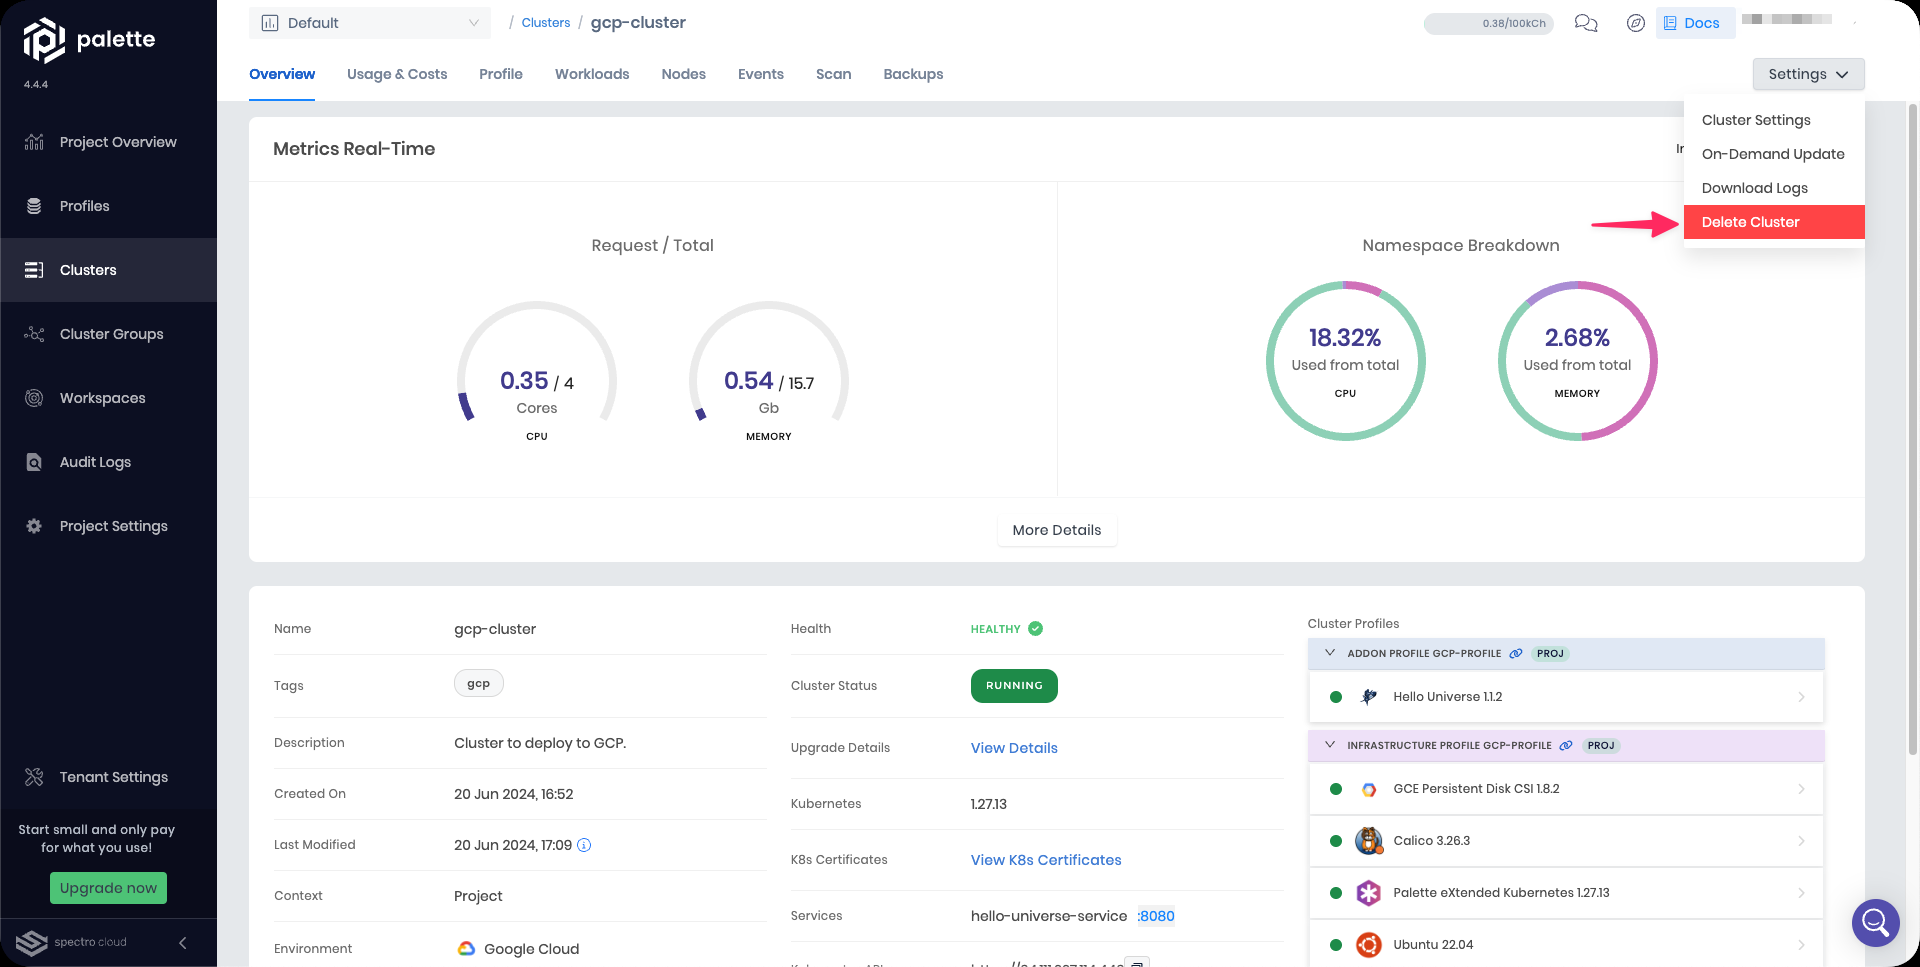 palette
4.4.4
Project Overview
Profiles
Clusters
Cluster Groups
Workspaces
Audit Logs
Project Settings
Tenant Settings
Start small and only pay
for what you use!
Upgrade now
spectro cloud
Default
/ Clusters / gcp-cluster
0.38/100kCh
Docs
Overview Usage & Costs Profile Workloads Nodes Events Scan Backups
Settings
Cluster Settings
On-Demand Update
Download Logs
Delete Cluster
Metrics Real-Time
Request / Total
0.35 / 4
Cores
CPU
0.54 / 15.7
Gb
MEMORY
Namespace Breakdown
18.32%
Used from total
CPU
2.68%
Used from total
MEMORY
More Details
Name gcp-cluster
Tags gcp
Description Cluster to deploy to GCP.
Created On 20 Jun 2024, 16:52
Last Modified 20 Jun 2024, 17:09
Context Project
Environment Google Cloud
Health HEALTHY
Cluster Status RUNNING
Upgrade Details View Details
Kubernetes 1.27.13
K8s Certificates View K8s Certificates
Services hello-universe-service :8080
Cluster Profiles
ADDON PROFILE GCP-PROFILE PROJ
Hello Universe 1.1.2
INFRASTRUCTURE PROFILE GCP-PROFILE PROJ
GCE Persistent Disk CSI 1.8.2
Calico 3.26.3
Palette eXtended Kubernetes 1.27.13
Ubuntu 22.04